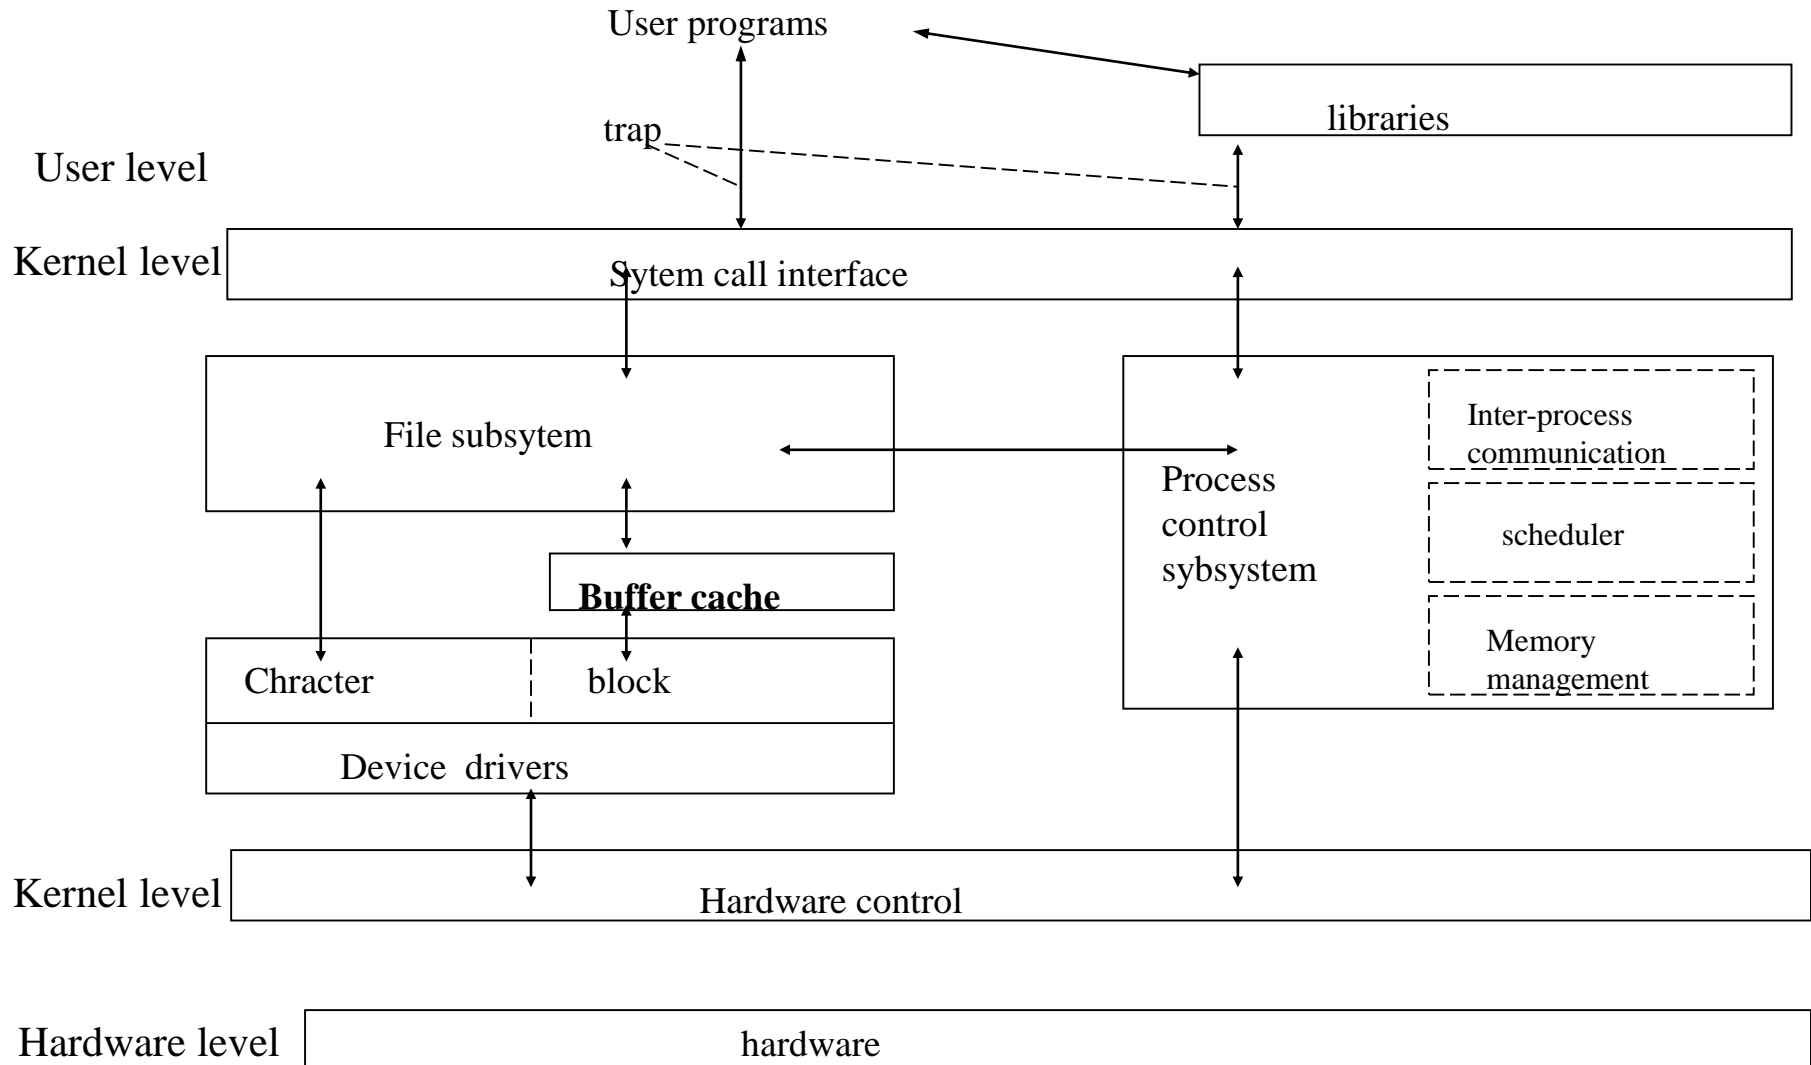 User programs
libraries
trap
User level
Kernel level
Sytem call interface
File subsytem
Inter-process
communication
Process
control
sybsystem
scheduler
Buffer cache
Memory
management
Chracter
block
Device drivers
Kernel level
Hardware control
Hardware level
hardware